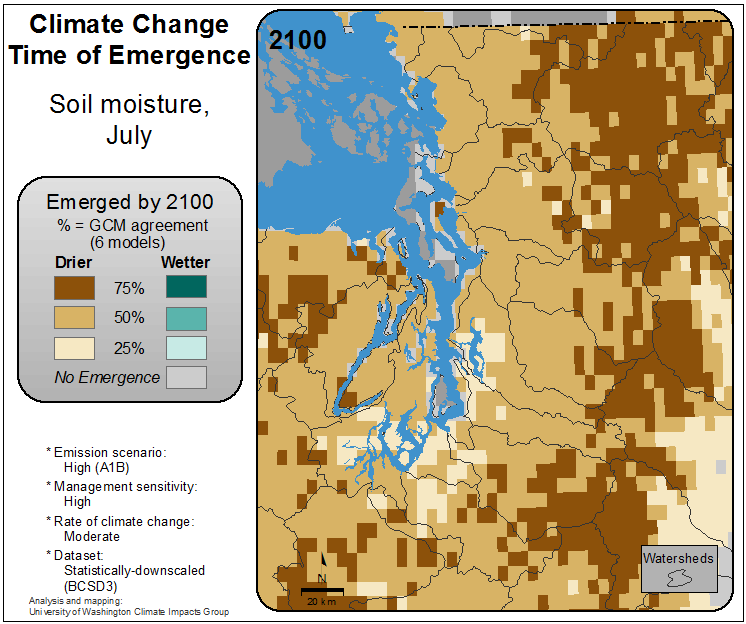 Climate Change
Time of Emergence
Soil moisture,
July
Emerged by 2100
% = GCM agreement
(6 models)
Drier Wetter
75%
50%
25%
No Emergence
* Emission scenario:
High (A1B)
* Management sensitivity:
High
* Rate of climate change:
Moderate
* Dataset:
Statistically-downscaled
(BCSD3)
Analysis and mapping:
University of Washington Climate Impacts Group
2100
N
20 km
Watersheds